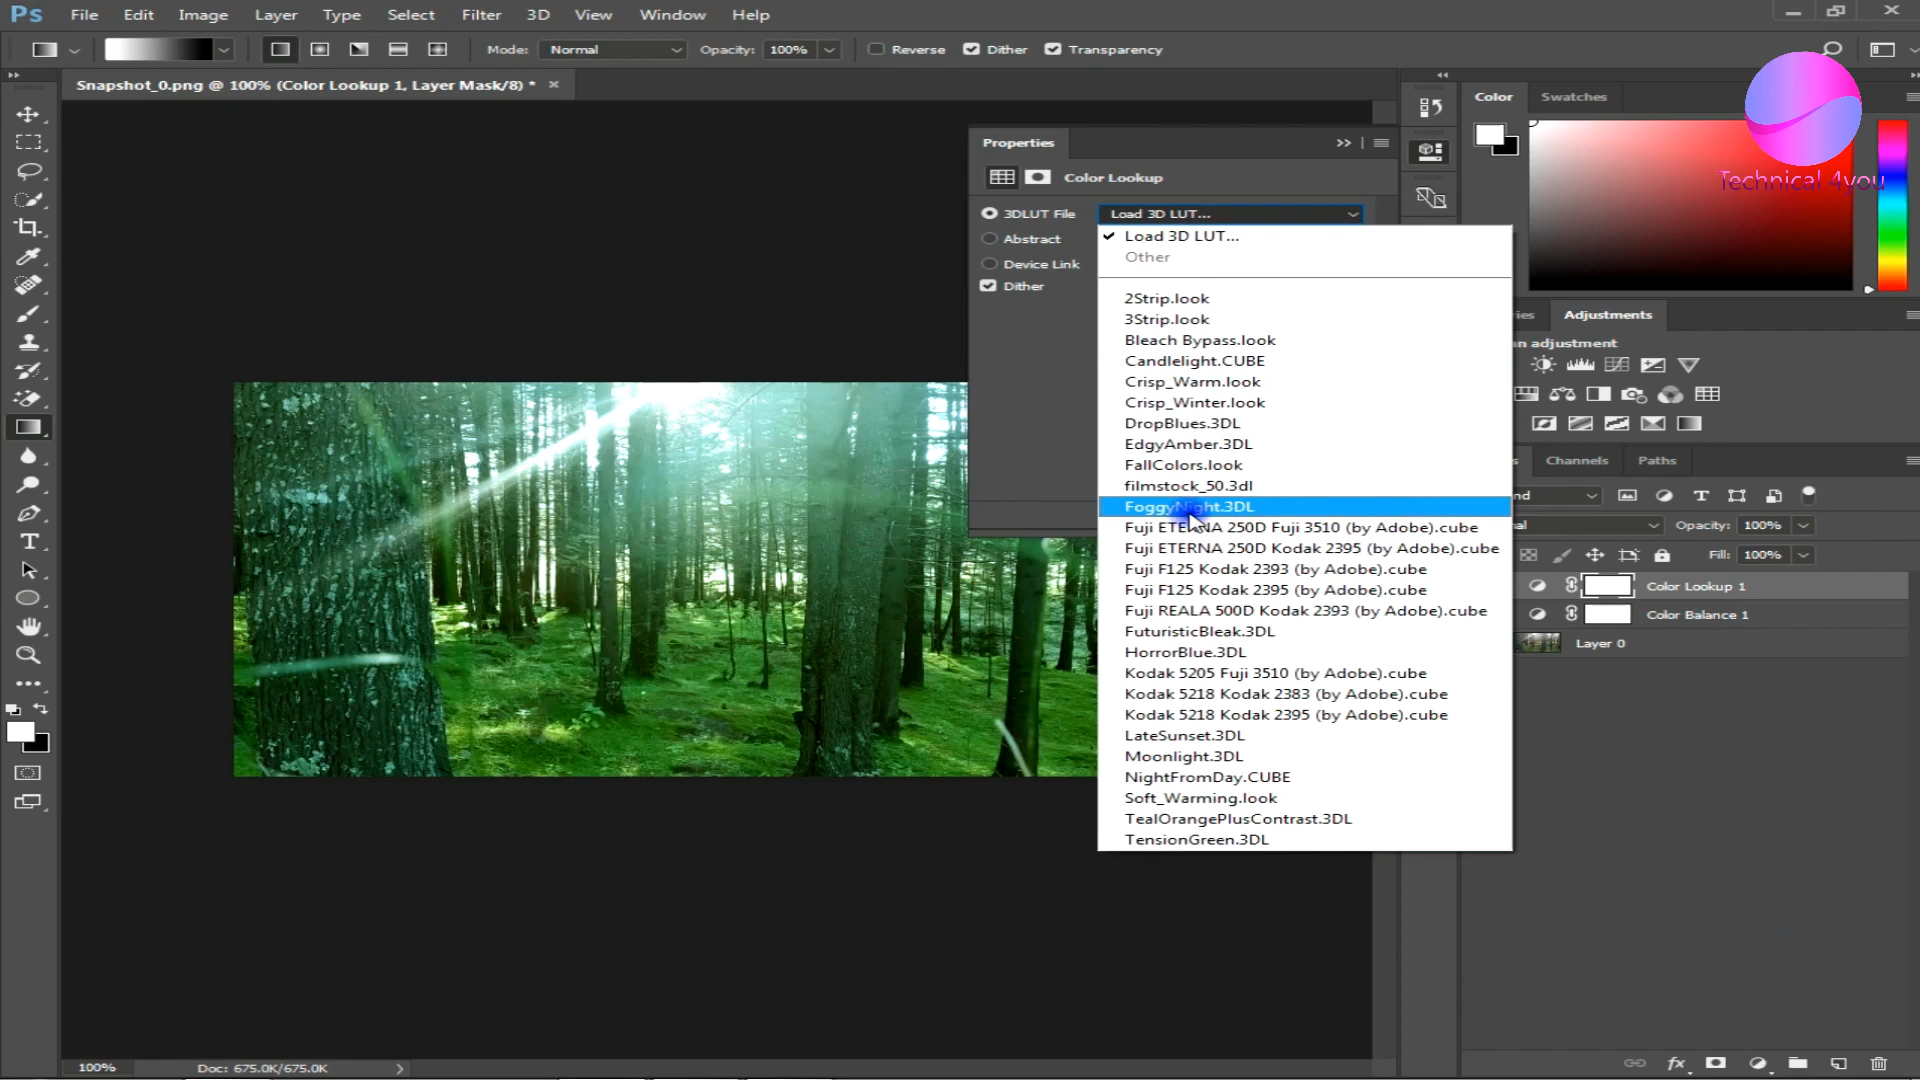 Ps File Edit Image Layer Type Select Filter 3D View Window Help
Mode: Normal Opacity: 100% Reverse Dither Transparency
Snapshot_0.png @ 100% (Color Lookup 1, Layer Mask/8) *
Color Swatches
Technical 4you
Properties
Color Lookup
3DLUT File Load 3D LUT...
Abstract
Device Link
Dither
Load 3D LUT...
Other
2Strip.look
3Strip.look
Bleach Bypass.look
Candlelight.CUBE
Crisp_Warm.look
Crisp_Winter.look
DropBlues.3DL
EdgyAmber.3DL
FallColors.look
filmstock_50.3dl
FoggyNight.3DL
Fuji ETERNA 250D Fuji 3510 (by Adobe).cube
Fuji ETERNA 250D Kodak 2395 (by Adobe).cube
Fuji F125 Kodak 2393 (by Adobe).cube
Fuji F125 Kodak 2395 (by Adobe).cube
Fuji REALA 500D Kodak 2393 (by Adobe).cube
FuturisticBleak.3DL
HorrorBlue.3DL
Kodak 5205 Fuji 3510 (by Adobe).cube
Kodak 5218 Kodak 2383 (by Adobe).cube
Kodak 5218 Kodak 2395 (by Adobe).cube
LateSunset.3DL
Moonlight.3DL
NightFromDay.CUBE
Soft_Warming.look
TealOrangePlusContrast.3DL
TensionGreen.3DL
ries Adjustments
an adjustment
s Channels Paths
nd
al Opacity: 100%
Fill: 100%
Color Lookup 1
Color Balance 1
Layer 0
100% Doc: 675.0K/675.0K
fx